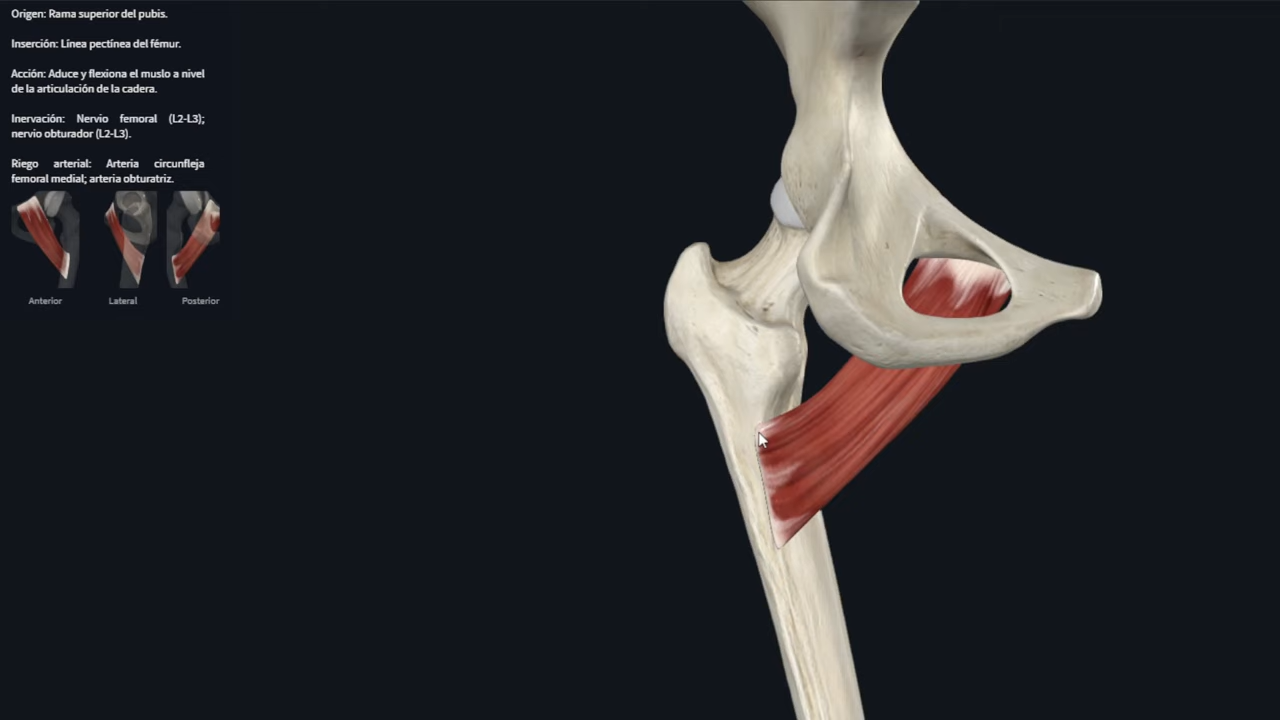 Origen: Rama superior del pubis.
Inserción: Línea pectínea del fémur.
Acción: Aduce y flexiona el muslo a nivel
de la articulación de la cadera.
Inervación: Nervio femoral (L2-L3);
nervio obturador (L2-L3).
Riego arterial: Arteria circunfleja
femoral medial; arteria obturatriz.
Anterior Lateral Posterior